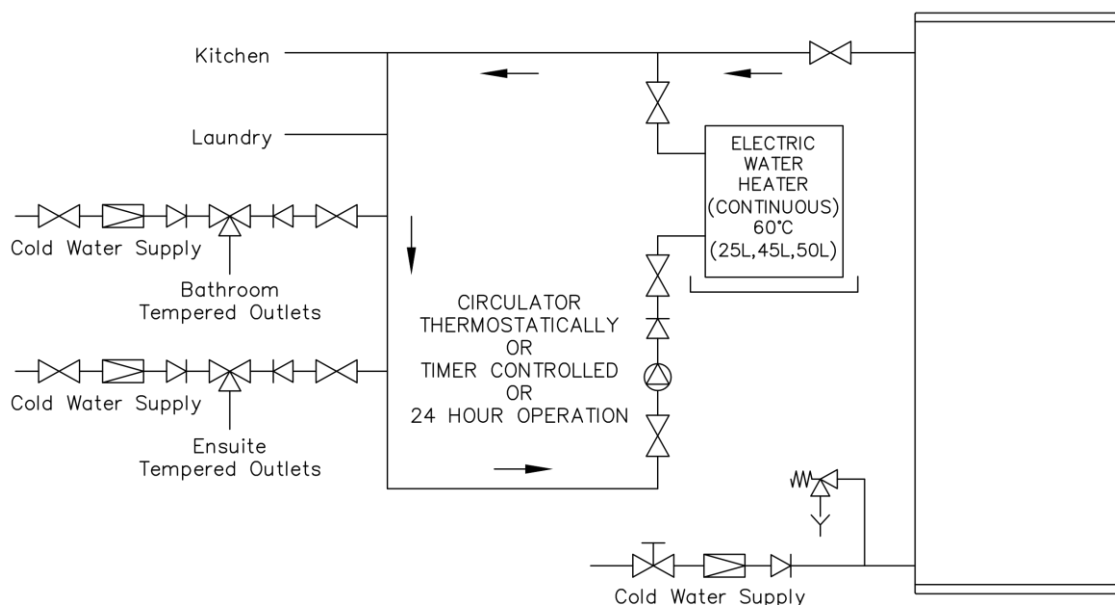 Kitchen
Laundry
ELECTRIC
WATER
HEATER
(CONTINUOUS)
60°C
(25L,45L,50L)
Cold Water Supply
Bathroom
Tempered Outlets
CIRCULATOR
THERMOSTATICALLY
OR
TIMER CONTROLLED
OR
24 HOUR OPERATION
Cold Water Supply
Ensuite
Tempered Outlets
Cold Water Supply